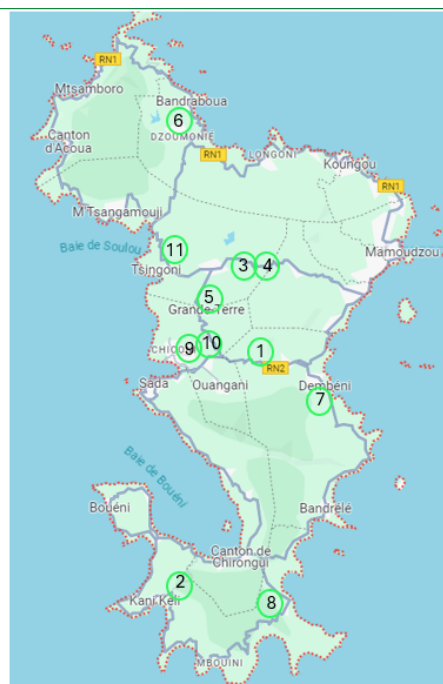 RN1
Mtsamboro
Bandraboua
6
DZOUMONIÉ
Canton
d'Acoua
RN1
LONGONI
Koungou
RN1
M'Tsangamouji
Baie de Soulou
11
Tsingoni
3
4
Mamoudzou
5
Grande-Terre
CHICO
9
10
1
RN2
Sada
Ouangani
Dembéni
7
Baie de Bouéni
Bouéni
Bandrélé
Canton de
Chirongui
2
Kani-Kéli
8
MBOUINI